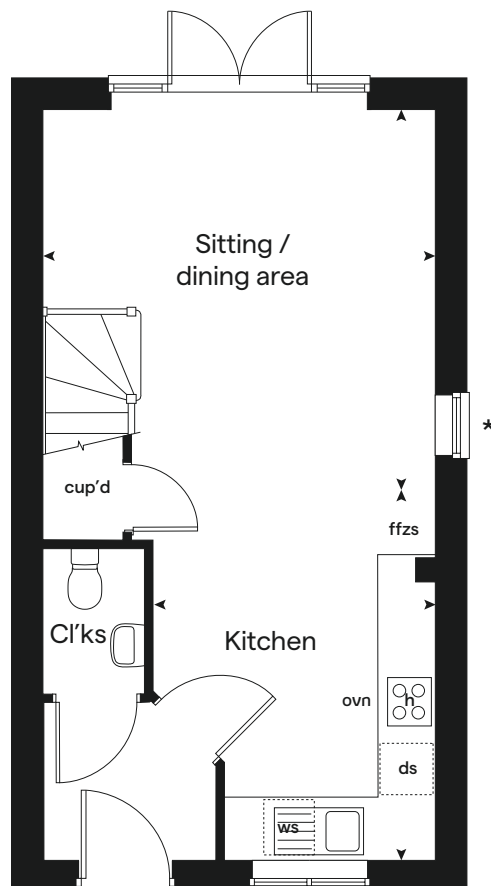 Sitting /
dining area
*
cup'd
ffzs
Cl'ks
Kitchen
ovn
h
ds
ws